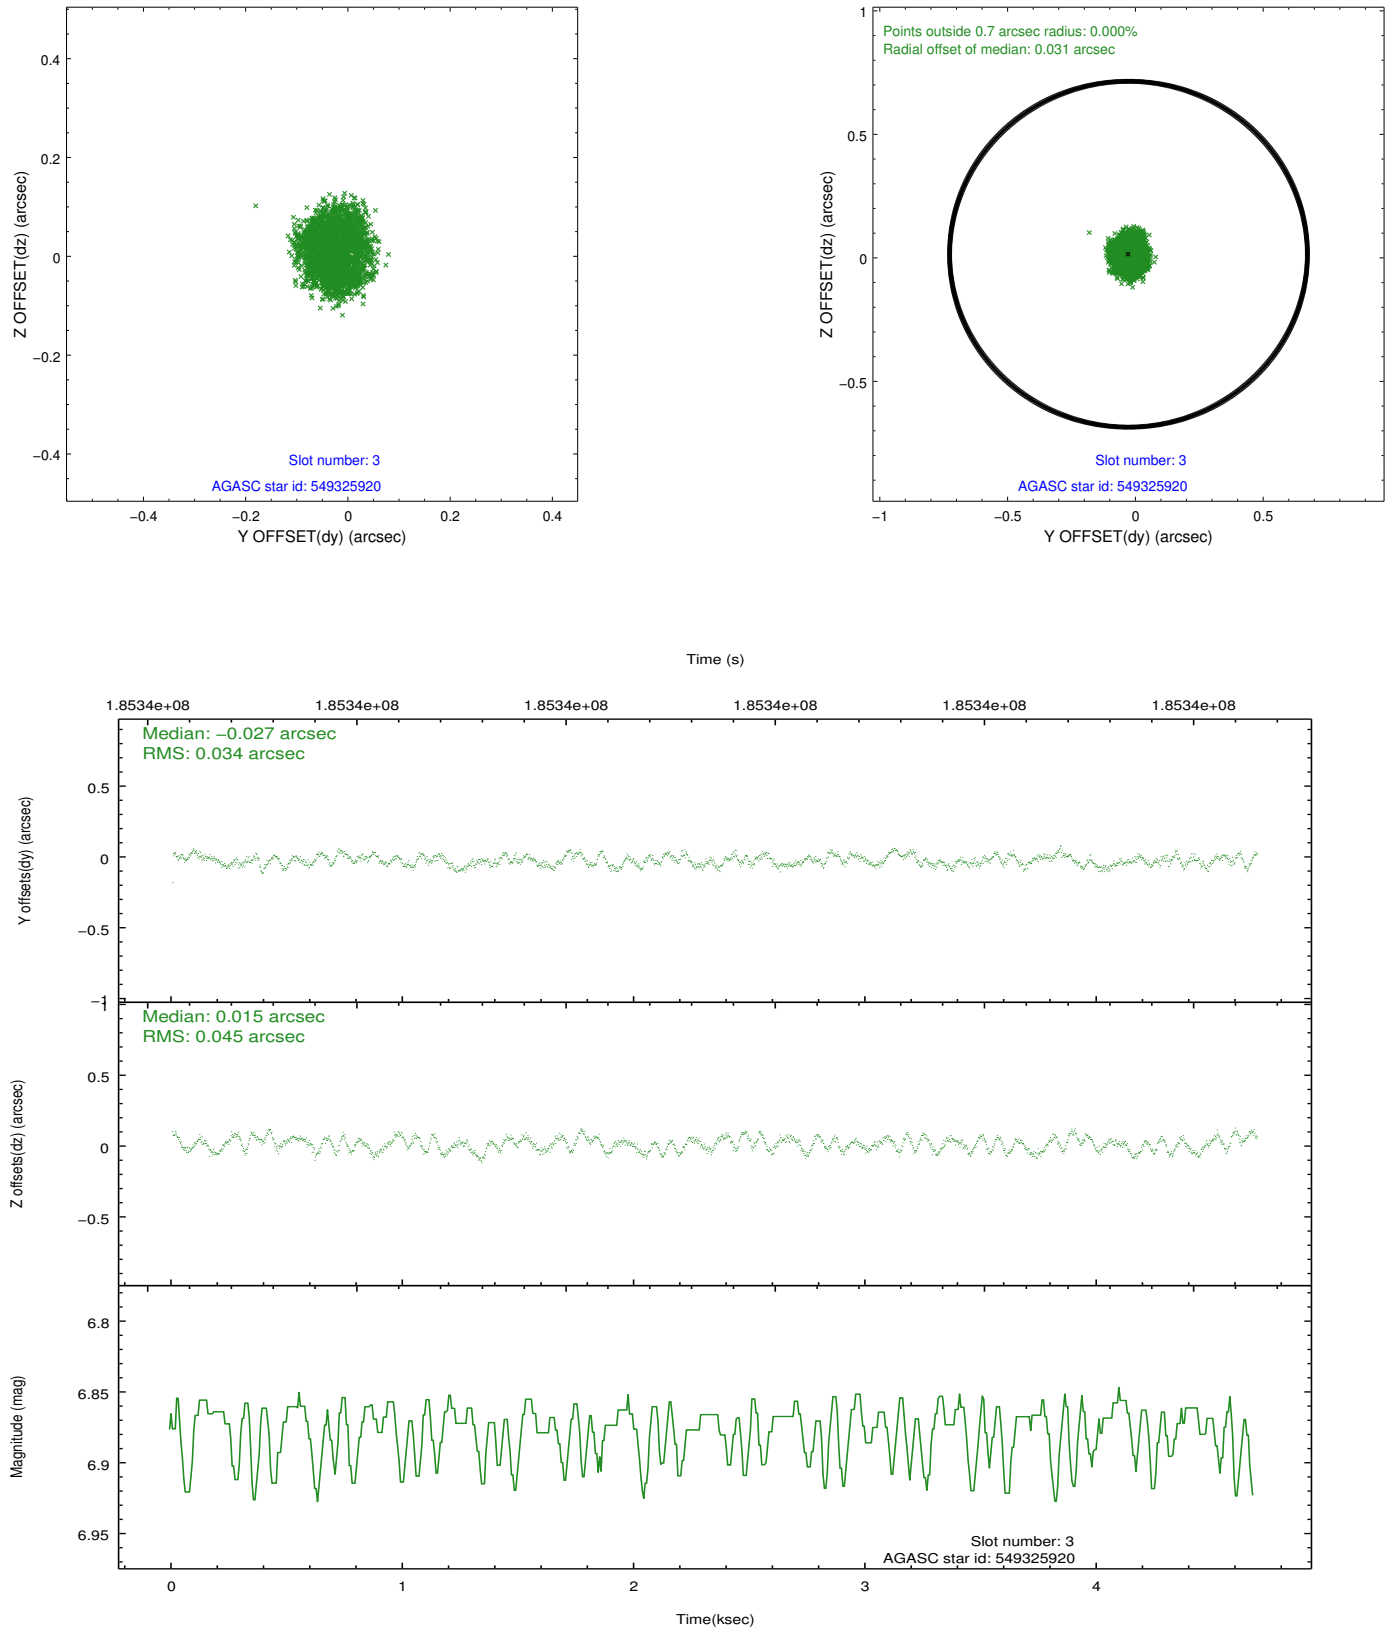 0.4
0.2
0
−0.2
−0.4
Z OFFSET(dz) (arcsec)
Slot number: 3
AGASC star id: 549325920
−0.4 −0.2 0 0.2 0.4
Y OFFSET(dy) (arcsec)
1
0.5
0
−0.5
Z OFFSET(dz) (arcsec)
Points outside 0.7 arcsec radius: 0.000%
Radial offset of median: 0.031 arcsec
Slot number: 3
AGASC star id: 549325920
−1 −0.5 0 0.5
Y OFFSET(dy) (arcsec)
Time (s)
1.8534e+08 1.8534e+08 1.8534e+08 1.8534e+08 1.8534e+08 1.8534e+08
Median: −0.027 arcsec
RMS: 0.034 arcsec
0.5
0
−0.5
−1
Y offsets(dy) (arcsec)
1
Median: 0.015 arcsec
RMS: 0.045 arcsec
0.5
0
−0.5
Z offsets(dz) (arcsec)
6.8
6.85
6.9
6.95
Magnitude (mag)
Slot number: 3
AGASC star id: 549325920
0 1 2 3 4
Time(ksec)